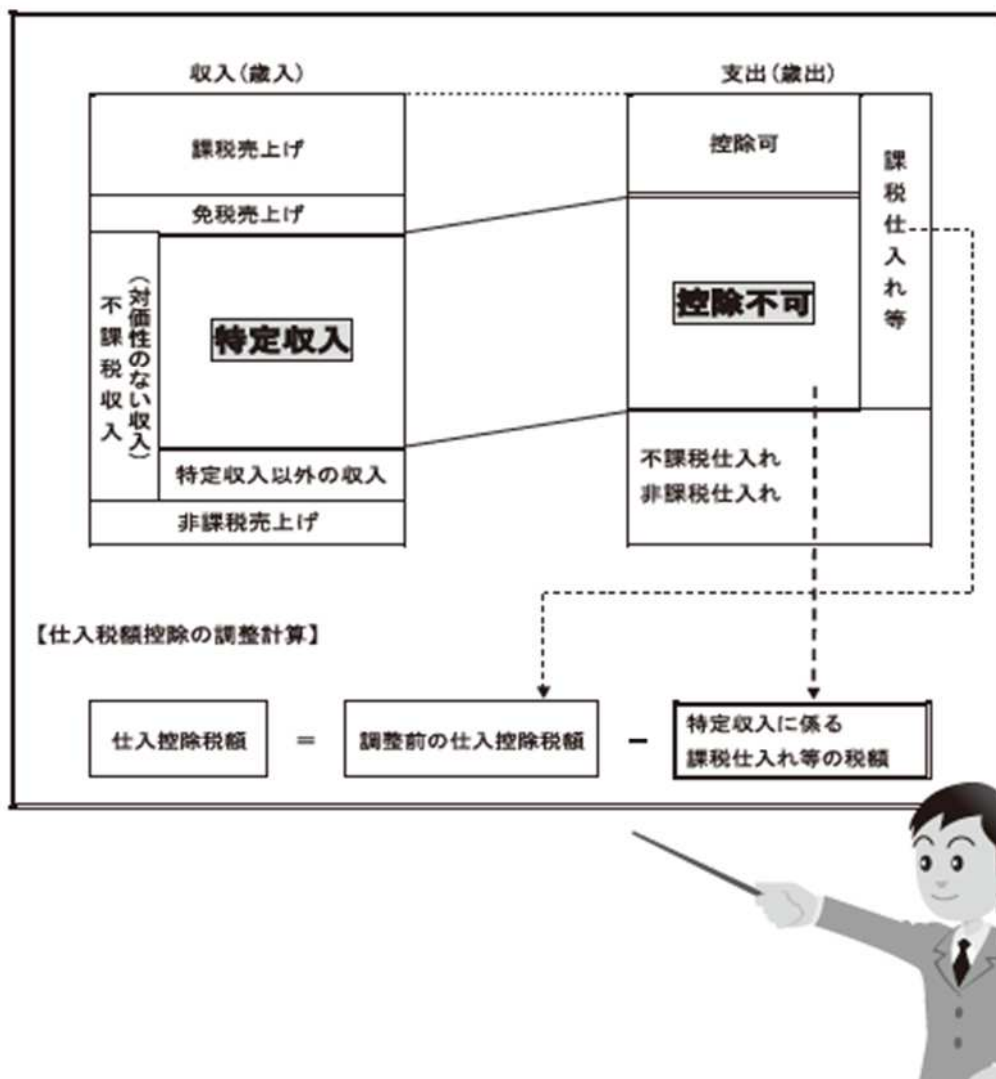 収入(歳入)
支出(歳出)
課税売上げ
免税売上げ
不課税収入
(対価性のない収入)
特定収入
特定収入以外の収入
非課税売上げ
控除可
控除不可
課税仕入れ等
不課税仕入れ
非課税仕入れ
【仕入税額控除の調整計算】
仕入控除税額 = 調整前の仕入控除税額 − 特定収入に係る
課税仕入れ等の税額